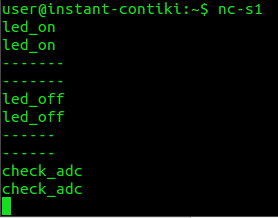 user@instant-contiki:~$ nc-s1
led_on
led_on
-------
-------
led_off
led_off
------
------
check_adc
check_adc